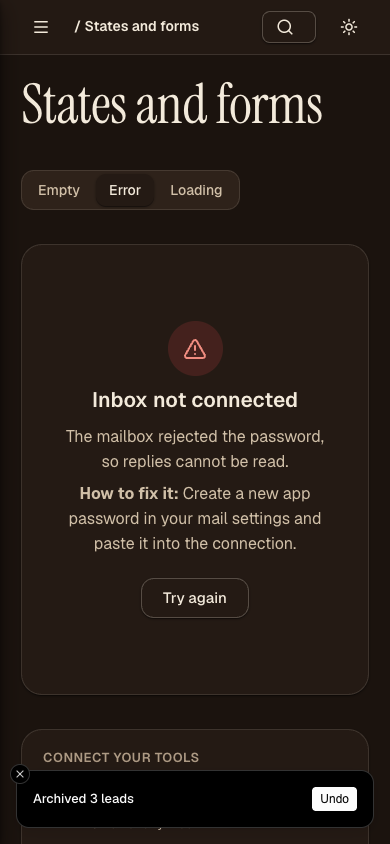 / States and forms
States and forms
Empty Error Loading
Inbox not connected
The mailbox rejected the password,
so replies cannot be read.
How to fix it: Create a new app
password in your mail settings and
paste it into the connection.
Try again
CONNECT YOUR TOOLS
Archived 3 leads Undo